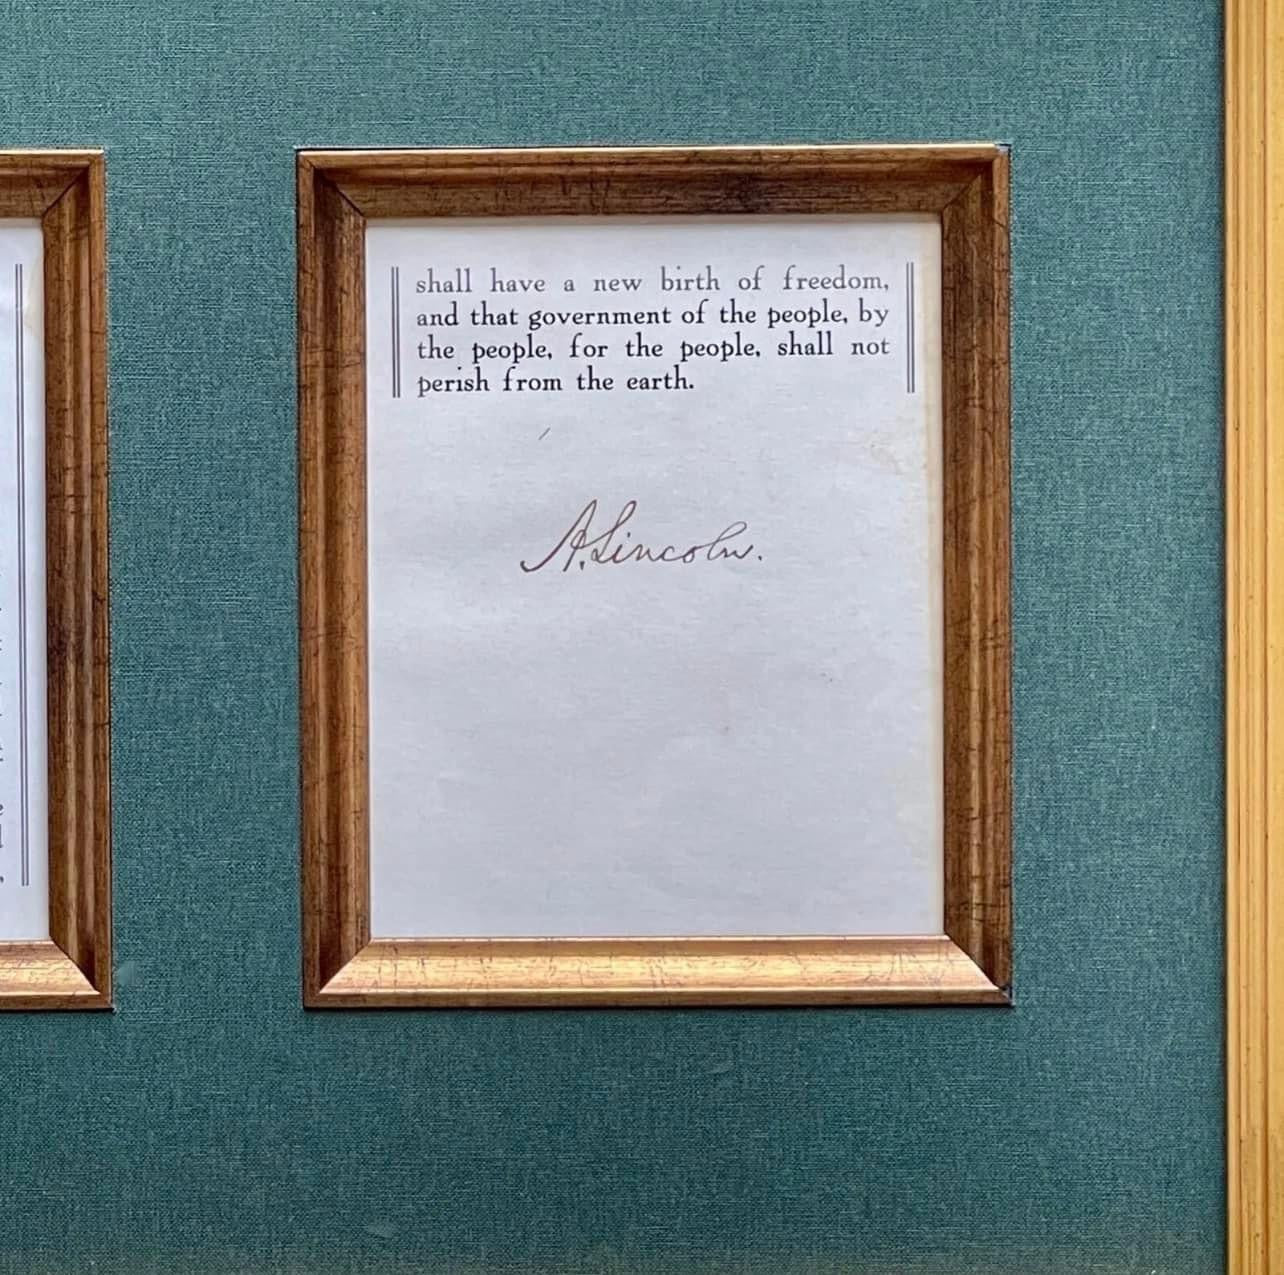 shall have a new birth of freedom,
and that government of the people, by
the people, for the people, shall not
perish from the earth.
A. Lincoln.